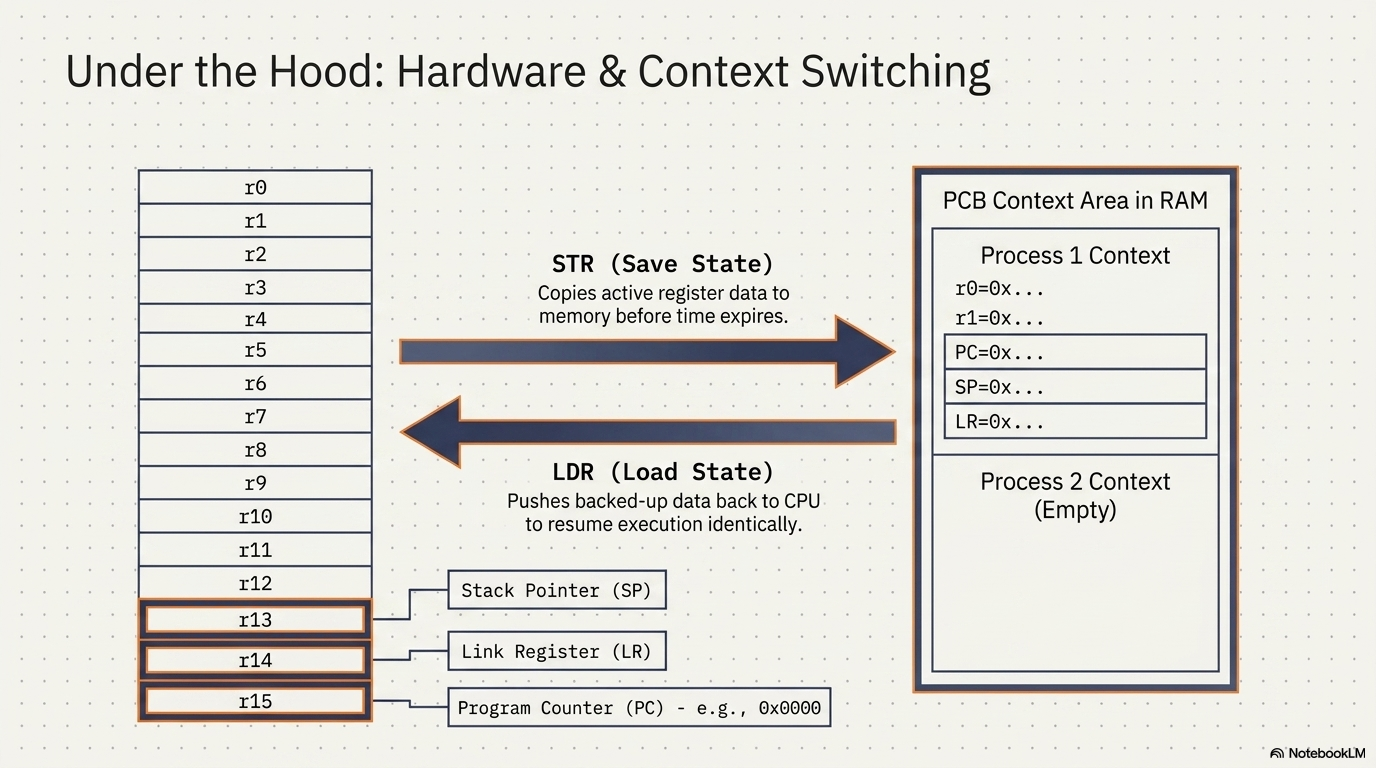 Under the Hood: Hardware & Context Switching
r0
r1
r2
r3
r4
r5
r6
r7
r8
r9
r10
r11
r12
r13
r14
r15
STR (Save State)
Copies active register data to
memory before time expires.
LDR (Load State)
Pushes backed-up data back to CPU
to resume execution identically.
Stack Pointer (SP)
Link Register (LR)
Program Counter (PC) - e.g., 0x0000
PCB Context Area in RAM
Process 1 Context
r0=0x...
r1=0x...
PC=0x...
SP=0x...
LR=0x...
Process 2 Context
(Empty)
NotebookLM